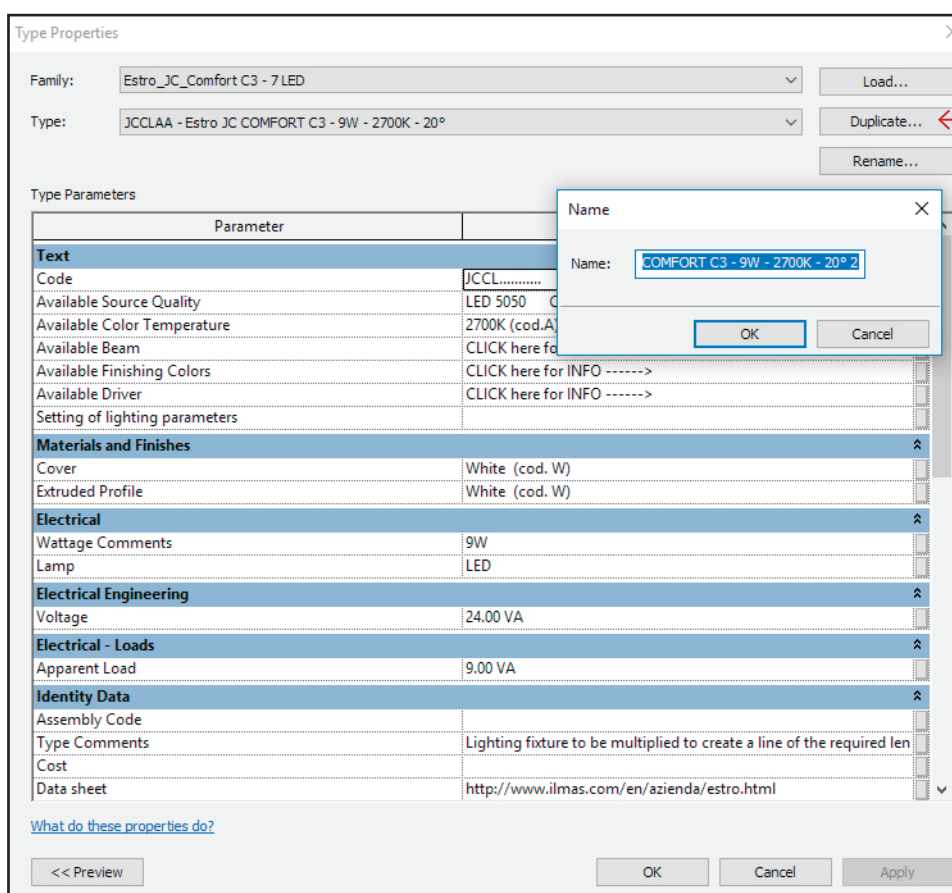 Type Properties
Family: Estro_JC_Comfort C3 - 7 LED Load...
Type: JCCLAA - Estro JC COMFORT C3 - 9W - 2700K - 20° Duplicate...
Rename...
Type Parameters
Parameter
Name
Name: COMFORT C3 - 9W - 2700K - 20° 2
OK Cancel
Text
Code JCCL...........
Available Source Quality LED 5050
Available Color Temperature 2700K (cod.A)
Available Beam CLICK here fo
Available Finishing Colors CLICK here for INFO ------>
Available Driver CLICK here for INFO ------>
Setting of lighting parameters
Materials and Finishes
Cover White (cod. W)
Extruded Profile White (cod. W)
Electrical
Wattage Comments 9W
Lamp LED
Electrical Engineering
Voltage 24.00 VA
Electrical - Loads
Apparent Load 9.00 VA
Identity Data
Assembly Code
Type Comments Lighting fixture to be multiplied to create a line of the required len
Cost
Data sheet http://www.ilmas.com/en/azienda/estro.html
What do these properties do?
<< Preview OK Cancel Apply